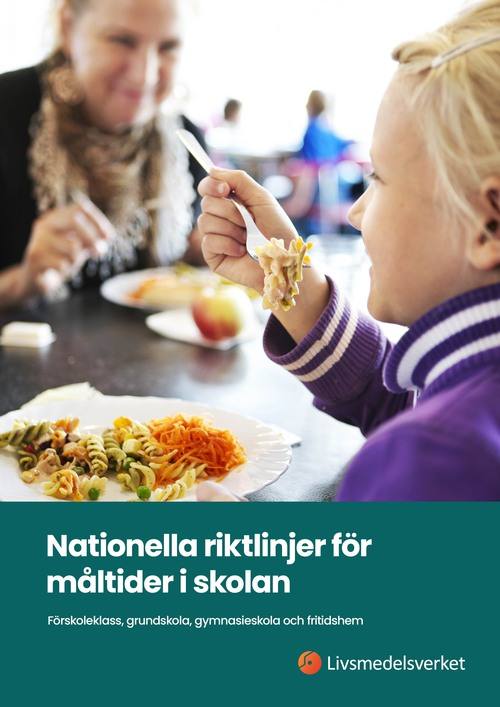 Nationella riktlinjer för
måltider i skolan
Förskoleklass, grundskola, gymnasieskola och fritidshem
Livsmedelsverket